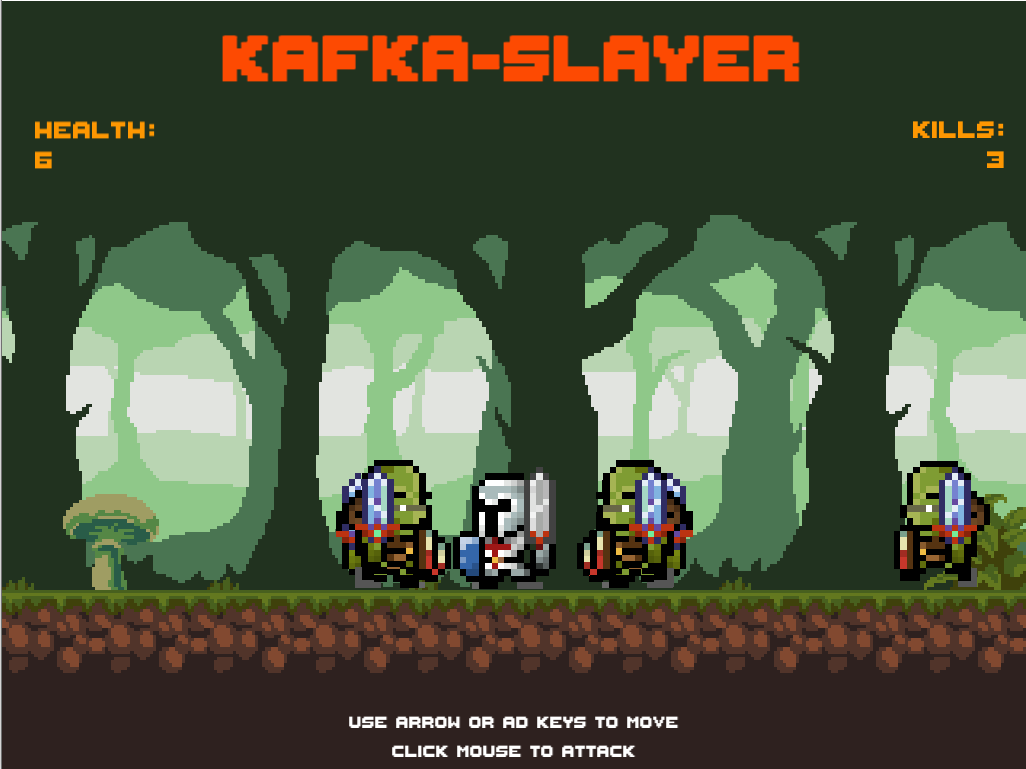 KAFKA-SLAYER
HEALTH:
6
KILLS:
3
USE ARROW OR AD KEYS TO MOVE
CLICK MOUSE TO ATTACK